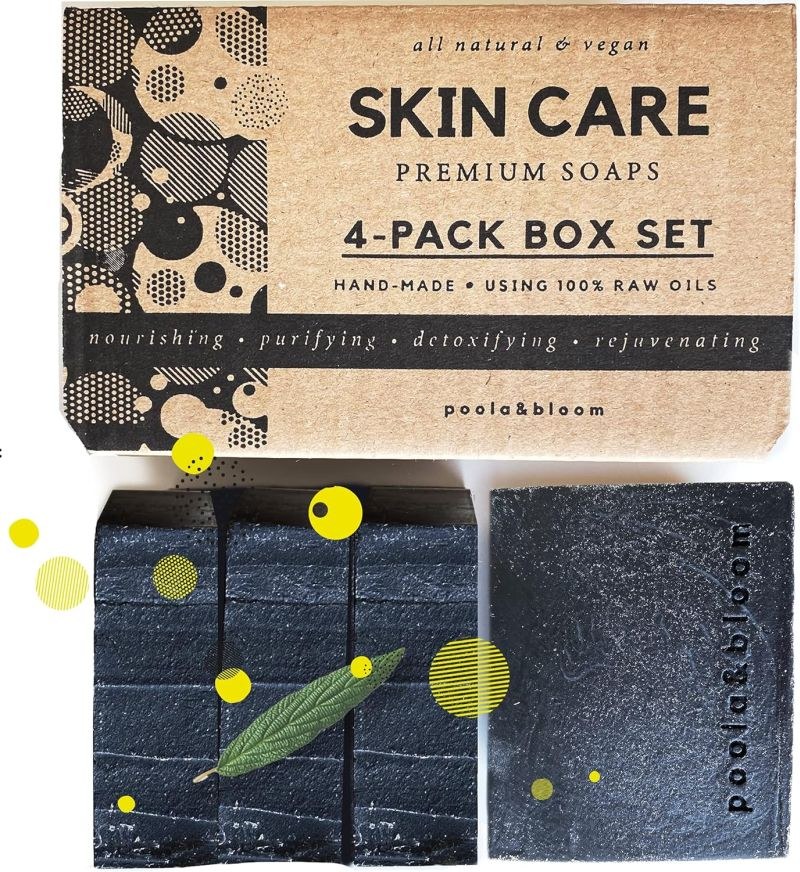 all natural & vegan
SKIN CARE
PREMIUM SOAPS
4-PACK BOX SET
HAND-MADE • USING 100% RAW OILS
nourishing • purifying • detoxifying • rejuvenating
poola&bloom
poola&bloom